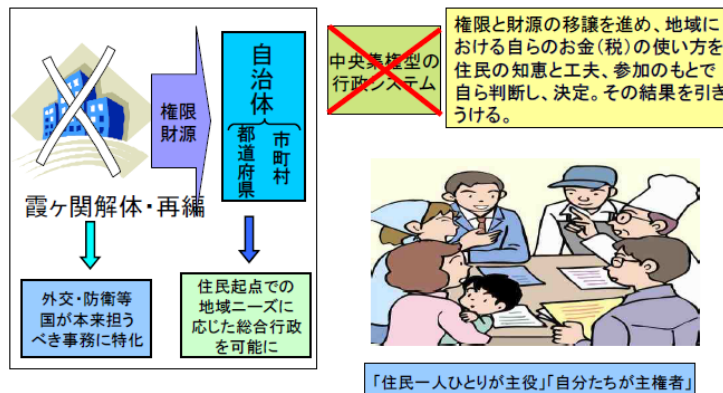 権限
財源
自治体
都道府県
市町村
霞ヶ関解体・再編
外交・防衛等
国が本来担う
べき事務に特化
住民起点での
地域ニーズに
応じた総合行政
を可能に
中央集権型の
行政システム
権限と財源の移譲を進め、地域に
おける自らのお金(税)の使い方を
住民の知恵と工夫、参加のもとで
自ら判断し、決定。その結果を引き
うける。
「住民一人ひとりが主役」「自分たちが主権者」